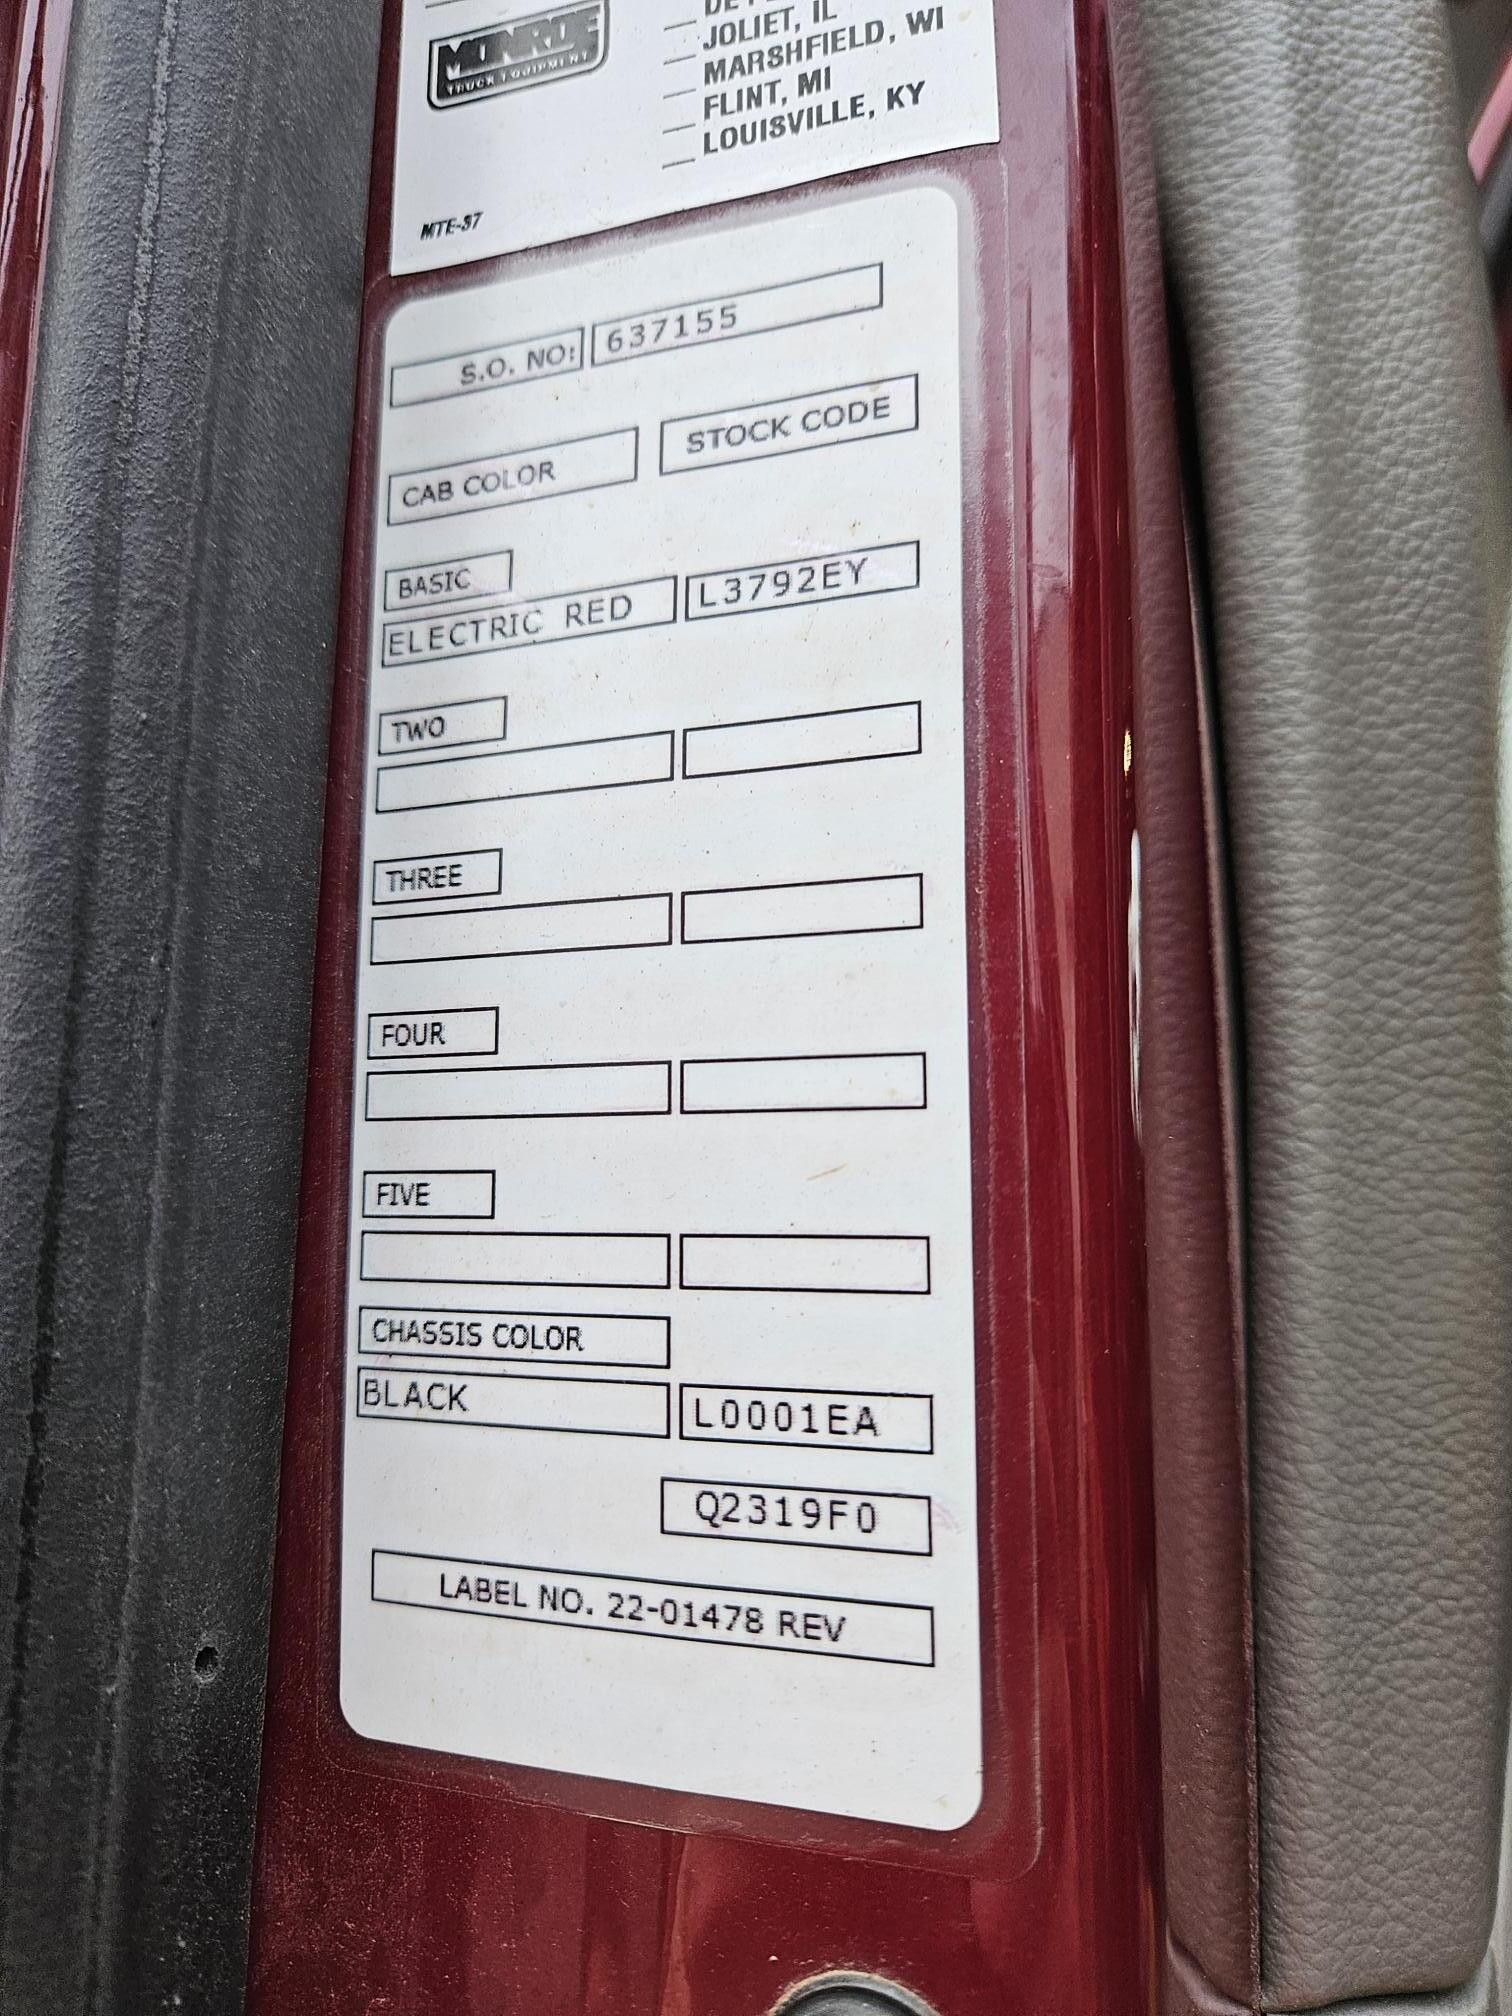 MONROE
TRUCK EQUIPMENT
JOLIET, IL
MARSHFIELD, WI
FLINT, MI
LOUISVILLE, KY
MTE-37
S.O. NO: 637155
CAB COLOR STOCK CODE
BASIC
ELECTRIC RED L3792EY
TWO
THREE
FOUR
FIVE
CHASSIS COLOR
BLACK L0001EA
Q2319F0
LABEL NO. 22-01478 REV